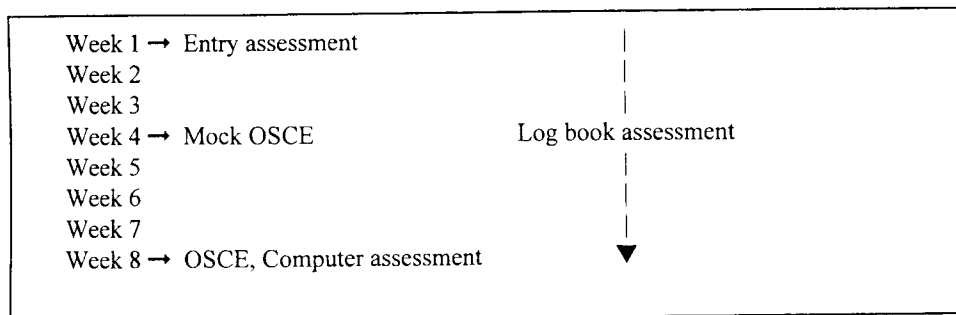 Week 1 → Entry assessment
Week 2
Week 3
Week 4 → Mock OSCE
Log book assessment
Week 5
Week 6
Week 7
Week 8 → OSCE, Computer assessment